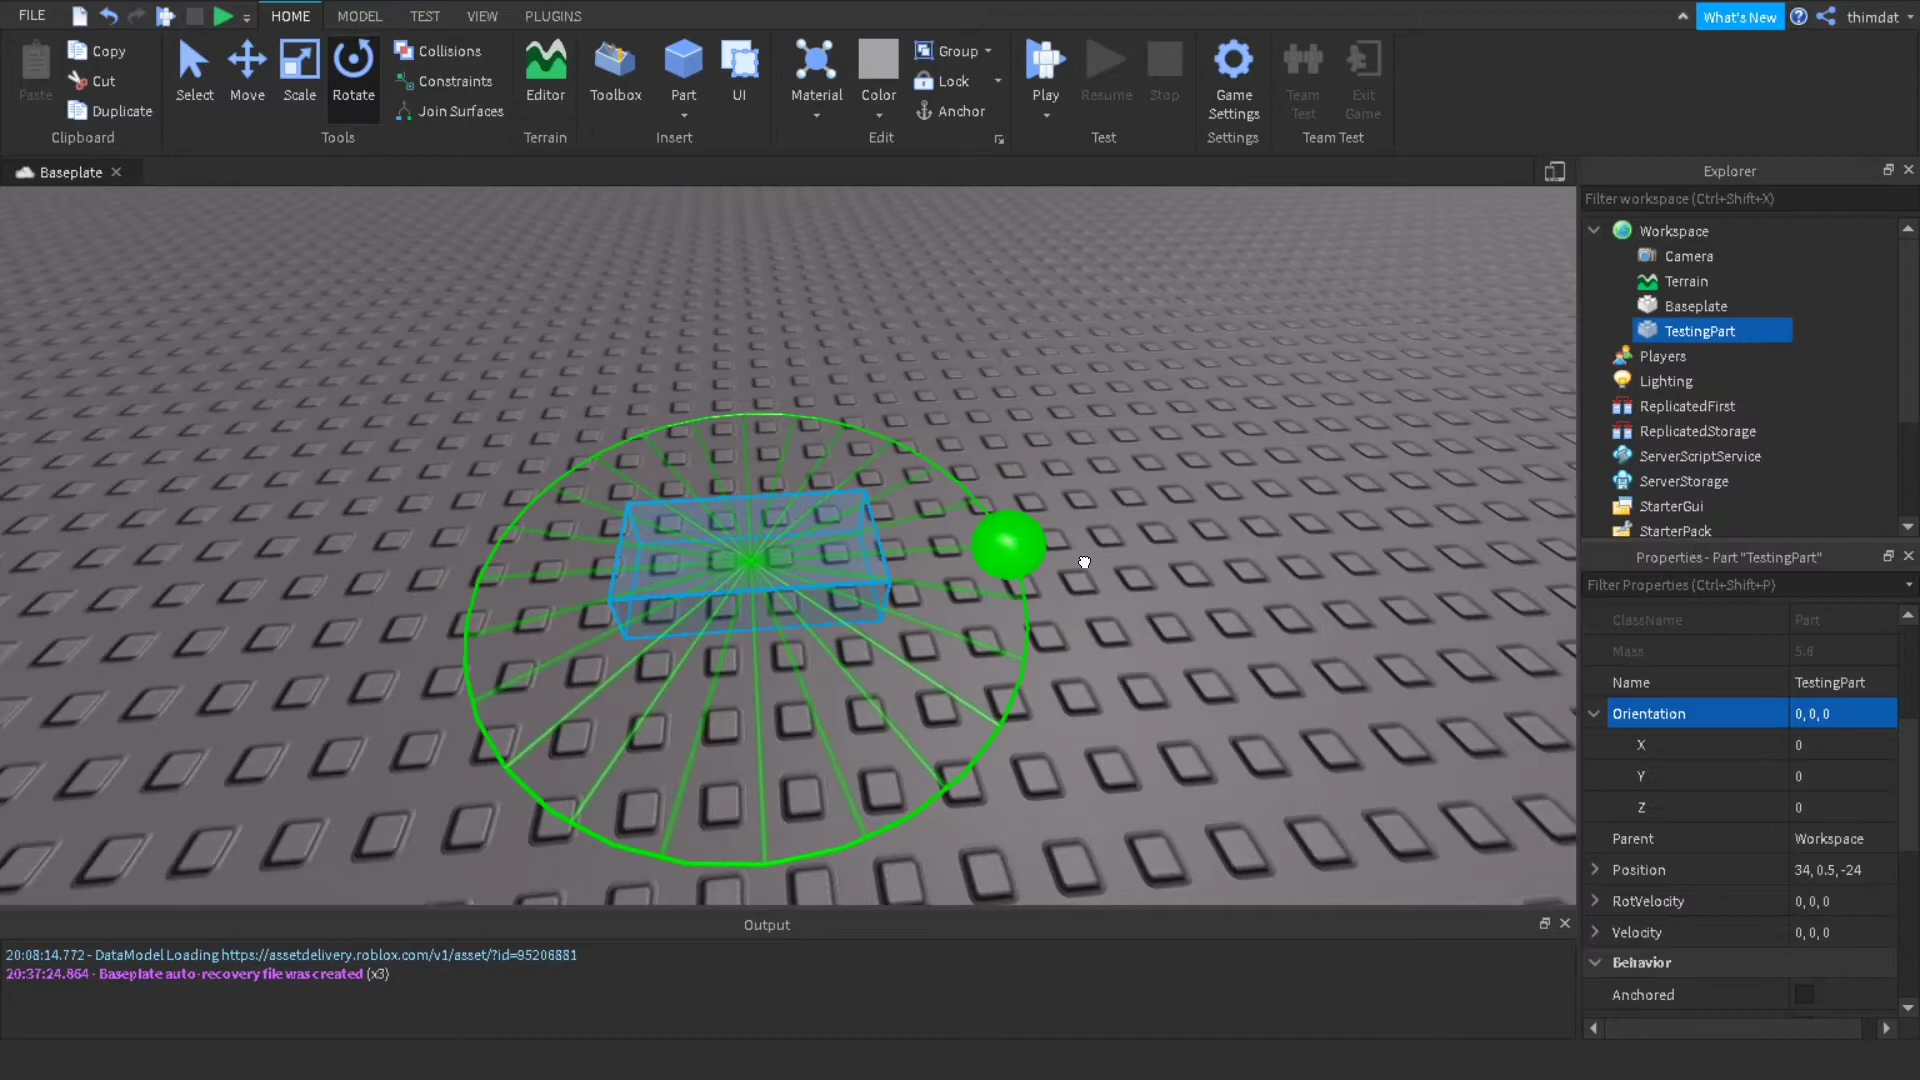 FILE
HOME
MODEL
TEST
VIEW
PLUGINS
What's New
thimdat
Paste
Copy
Cut
Duplicate
Clipboard
Select
Move
Scale
Rotate
Collisions
Constraints
Join Surfaces
Tools
Editor
Terrain
Toolbox
Part
UI
Insert
Material
Color
Group
Lock
Anchor
Edit
Play
Resume
Stop
Test
Game
Settings
Settings
Team
Test
Exit
Game
Team Test
Baseplate
Explorer
Filter workspace (Ctrl+Shift+X)
Workspace
Camera
Terrain
Baseplate
TestingPart
Players
Lighting
ReplicatedFirst
ReplicatedStorage
ServerScriptService
ServerStorage
StarterGui
StarterPack
Properties - Part "TestingPart"
Filter Properties (Ctrl+Shift+P)
ClassName Part
Mass 5.6
Name TestingPart
Orientation 0, 0, 0
X 0
Y 0
Z 0
Parent Workspace
Position 34, 0.5, -24
RotVelocity 0, 0, 0
Velocity 0, 0, 0
Behavior
Anchored
Output
20:08:14.772 - DataModel Loading https://assetdelivery.roblox.com/v1/asset/?id=95206881
20:37:24.864 - Baseplate auto-recovery file was created (x3)